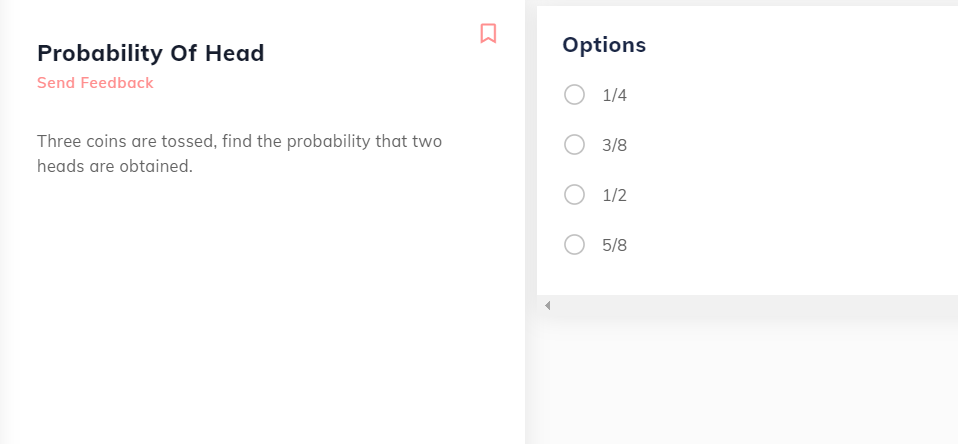 Probability Of Head
Send Feedback
Three coins are tossed, find the probability that two
heads are obtained.
Options
1/4
3/8
1/2
5/8